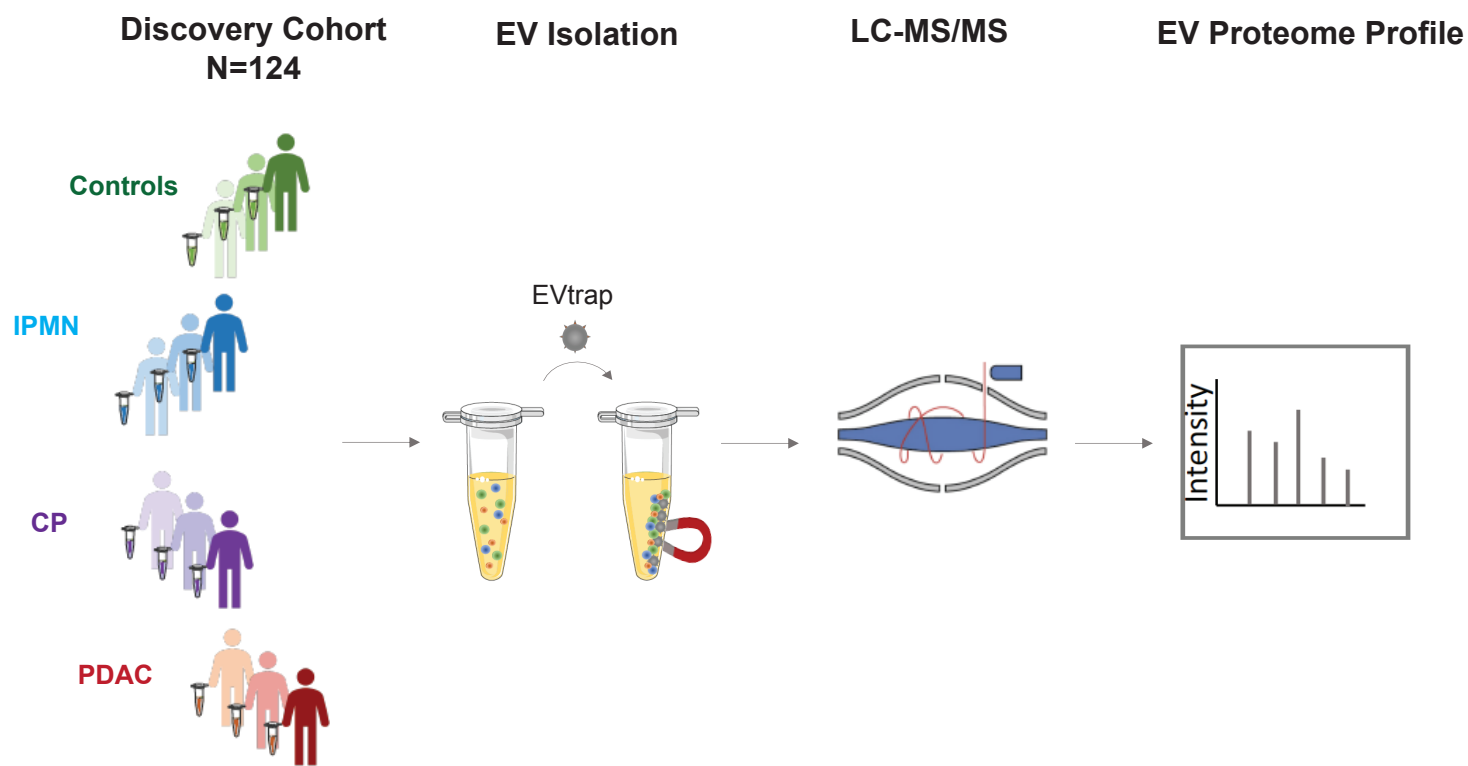 Discovery Cohort
N=124
EV Isolation
LC-MS/MS
EV Proteome Profile
Controls
IPMN
CP
PDAC
EVtrap
Intensity